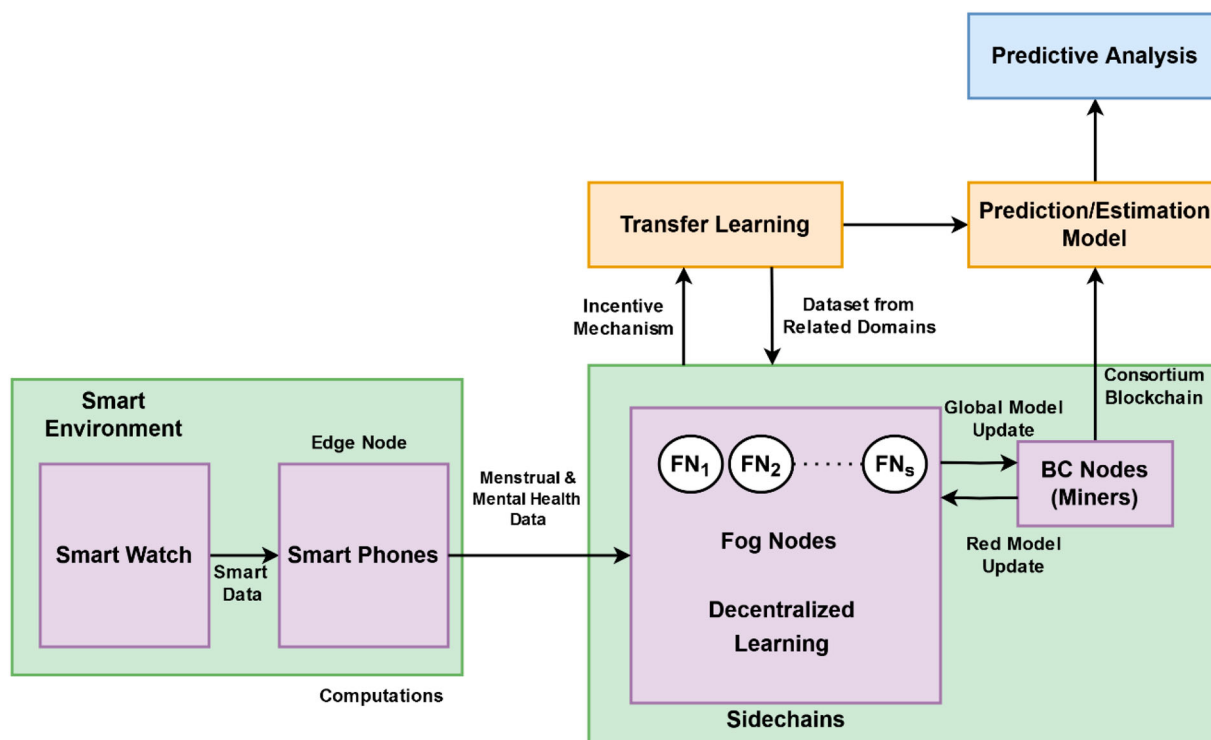 Predictive Analysis
Transfer Learning
Prediction/Estimation
Model
Incentive
Mechanism
Dataset from
Related Domains
Consortium
Blockchain
Smart
Environment
Edge Node
Smart Watch
Smart
Data
Smart Phones
Computations
Menstrual &
Mental Health
Data
FN1
FN2
FNs
Fog Nodes
Decentralized
Learning
Global Model
Update
BC Nodes
(Miners)
Red Model
Update
Sidechains